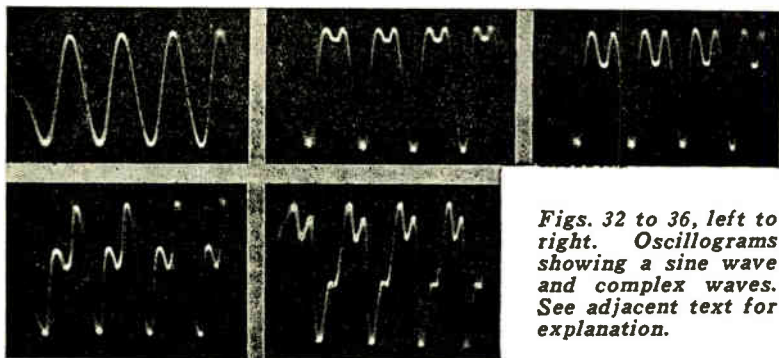 Figs. 32 to 36, left to
right. Oscillograms
showing a sine wave
and complex waves.
See adjacent text for
explanation.